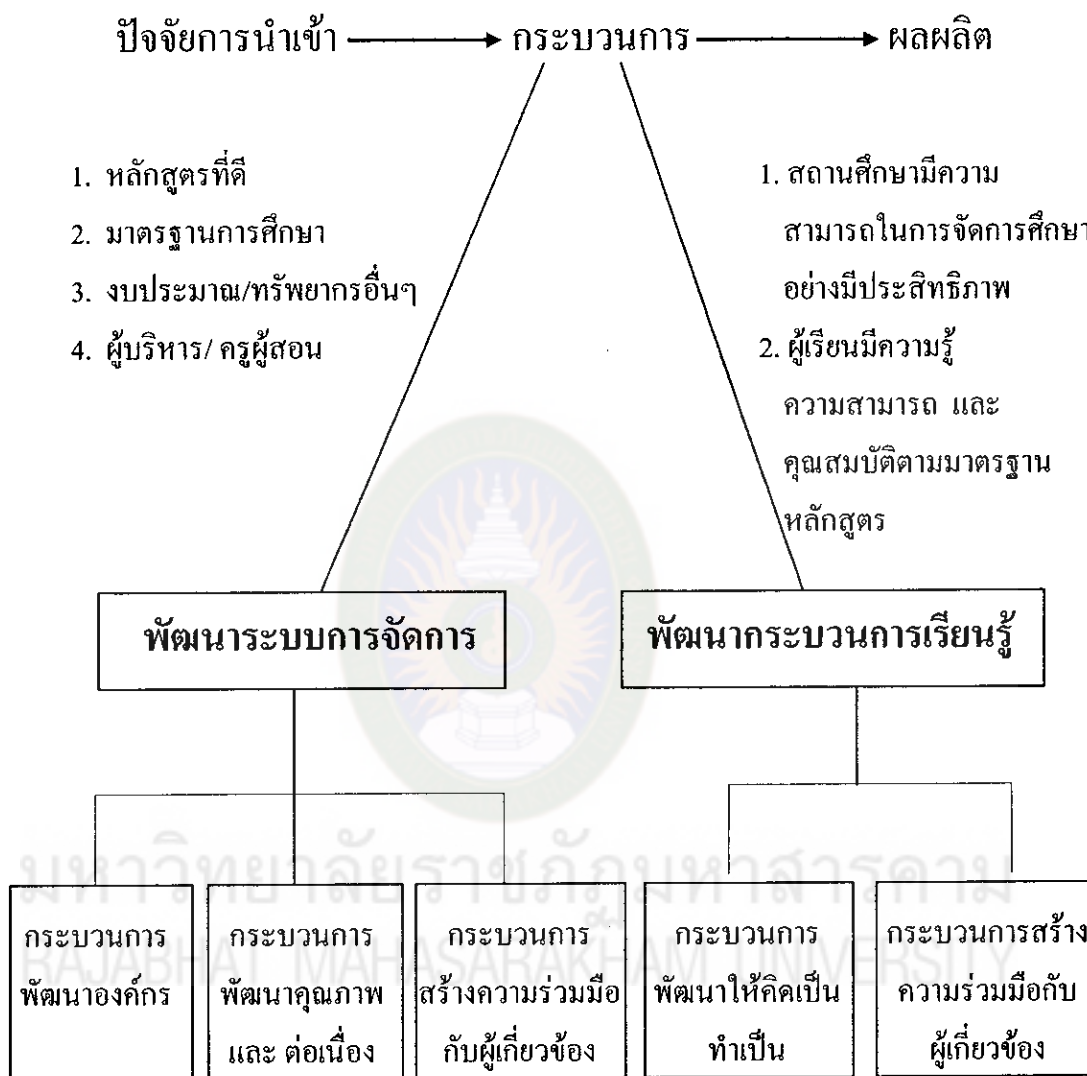 ปัจจัยการนำเข้า กระบวนการ ผลผลิต
1. หลักสูตรที่ดี
2. มาตรฐานการศึกษา
3. งบประมาณ/ทรัพยากรอื่นๆ
4. ผู้บริหาร/ ครูผู้สอน
1. สถานศึกษามีความ
สามารถในการจัดการศึกษา
อย่างมีประสิทธิภาพ
2. ผู้เรียนมีความรู้
ความสามารถ และ
คุณสมบัติตามมาตรฐาน
หลักสูตร
พัฒนาระบบการจัดการ
พัฒนากระบวนการเรียนรู้
มหาวิทยาลัยราชภัฏมหาสารคาม
RAJABHAT MAHASARAKHAM UNIVERSITY
กระบวนการ
พัฒนาองค์กร
กระบวนการ
พัฒนาคุณภาพ
และ ต่อเนื่อง
กระบวนการ
สร้างความร่วมมือ
กับผู้เกี่ยวข้อง
กระบวนการ
พัฒนาให้คิดเป็น
ทำเป็น
กระบวนการสร้าง
ความร่วมมือกับ
ผู้เกี่ยวข้อง